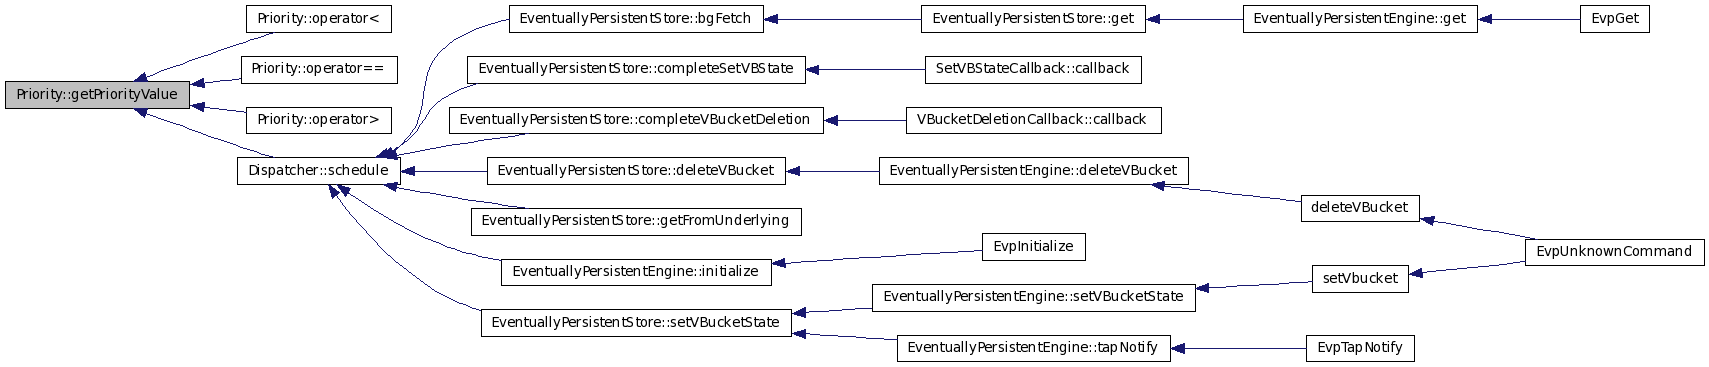 Priority::operator<
EventuallyPersistentStore::bgFetch
EventuallyPersistentStore::get
EventuallyPersistentEngine::get
EvpGet
Priority::operator==
EventuallyPersistentStore::completeSetVBState
SetVBStateCallback::callback
Priority::getPriorityValue
Priority::operator>
EventuallyPersistentStore::completeVBucketDeletion
VBucketDeletionCallback::callback
Dispatcher::schedule
EventuallyPersistentStore::deleteVBucket
EventuallyPersistentEngine::deleteVBucket
deleteVBucket
EventuallyPersistentStore::getFromUnderlying
EvpInitialize
EvpUnknownCommand
EventuallyPersistentEngine::initialize
setVbucket
EventuallyPersistentEngine::setVBucketState
EventuallyPersistentStore::setVBucketState
EventuallyPersistentEngine::tapNotify
EvpTapNotify